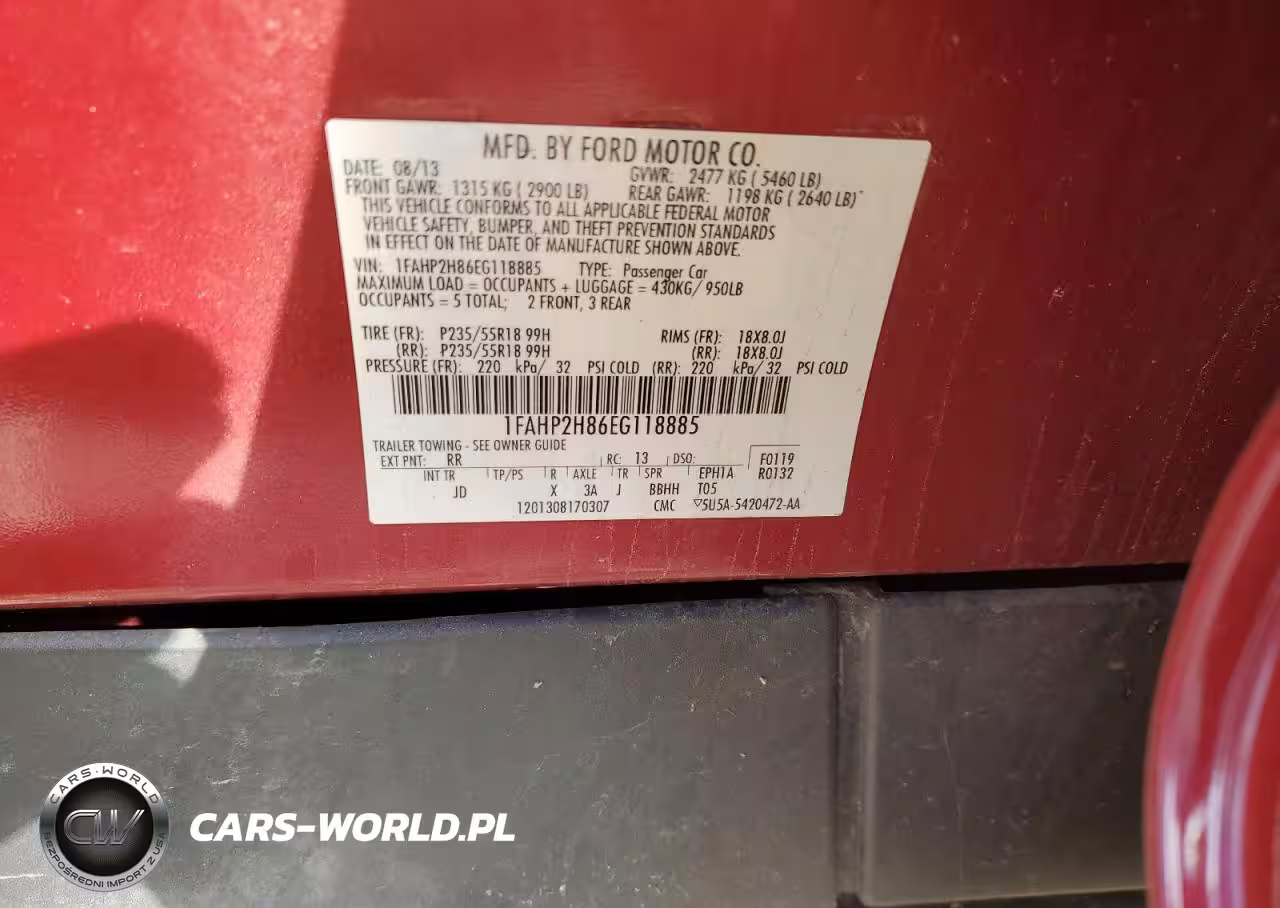 MFD. BY FORD MOTOR CO.
DATE: 08/13 GVWR: 2477 KG ( 5460 LB)
FRONT GAWR: 1315 KG ( 2900 LB) REAR GAWR: 1198 KG ( 2640 LB)
THIS VEHICLE CONFORMS TO ALL APPLICABLE FEDERAL MOTOR
VEHICLE SAFETY, BUMPER, AND THEFT PREVENTION STANDARDS
IN EFFECT ON THE DATE OF MANUFACTURE SHOWN ABOVE.
VIN: 1FAHP2H86EG118885 TYPE: Passenger Car
MAXIMUM LOAD = OCCUPANTS + LUGGAGE = 430KG/ 950LB
OCCUPANTS = 5 TOTAL; 2 FRONT, 3 REAR
TIRE (FR): P235/55R18 99H RIMS (FR): 18X8.0J
(RR): P235/55R18 99H (RR): 18X8.0J
PRESSURE (FR): 220 kPa/ 32 PSI COLD (RR): 220 kPa/ 32 PSI COLD
1FAHP2H86EG118885
TRAILER TOWING - SEE OWNER GUIDE
EXT PNT: RR RC: 13 DSO: F0119
INT TR TP/PS R AXLE TR SPR EPH1A R0132
JD X 3A J BBHH T05
1201308170307 CMC ▽5U5A-5420472-AA
CARS-WORLD
CW
BEZPOŚREDNI IMPORT Z USA
CARS-WORLD.PL